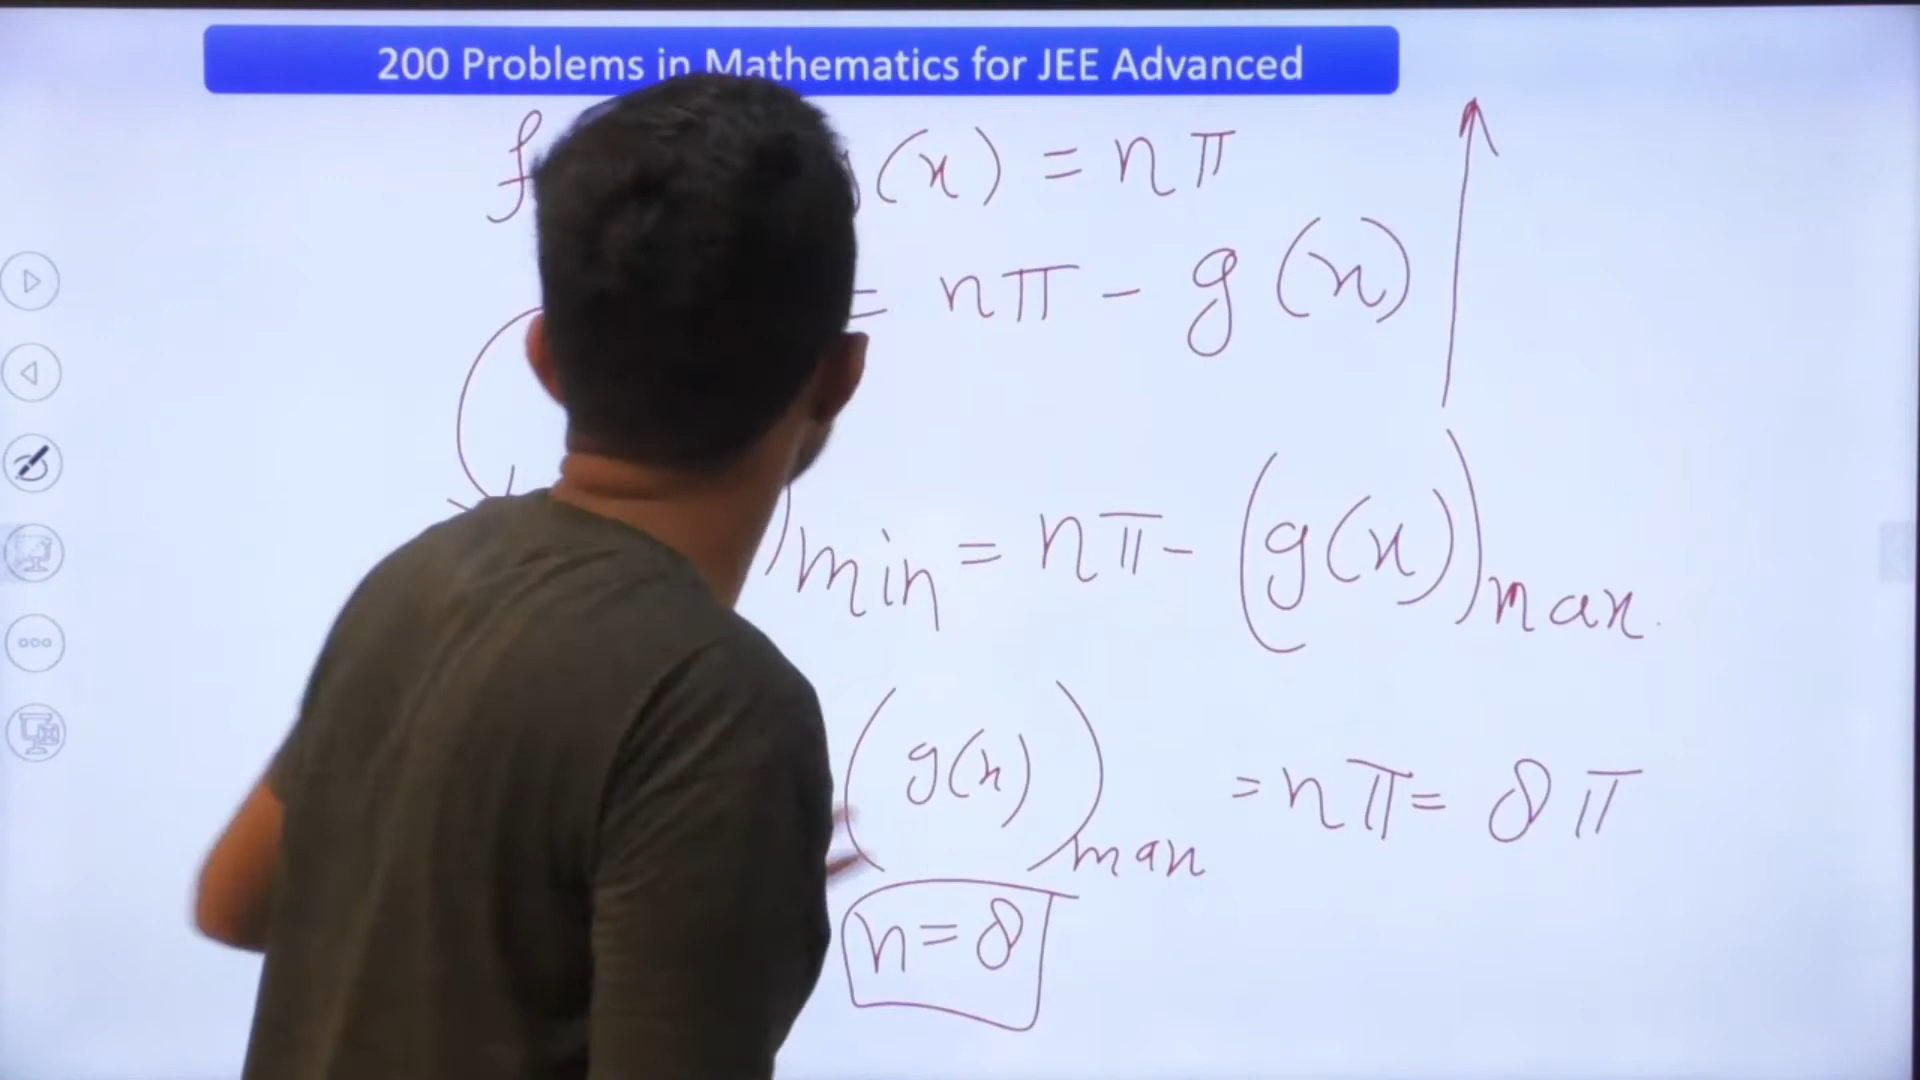 200 Problems in Mathematics for JEE Advanced
f (x) = nπ
= nπ - g(x)
)min = nπ - (g(x))max.
(g(x))max = nπ = 8π
n = 8